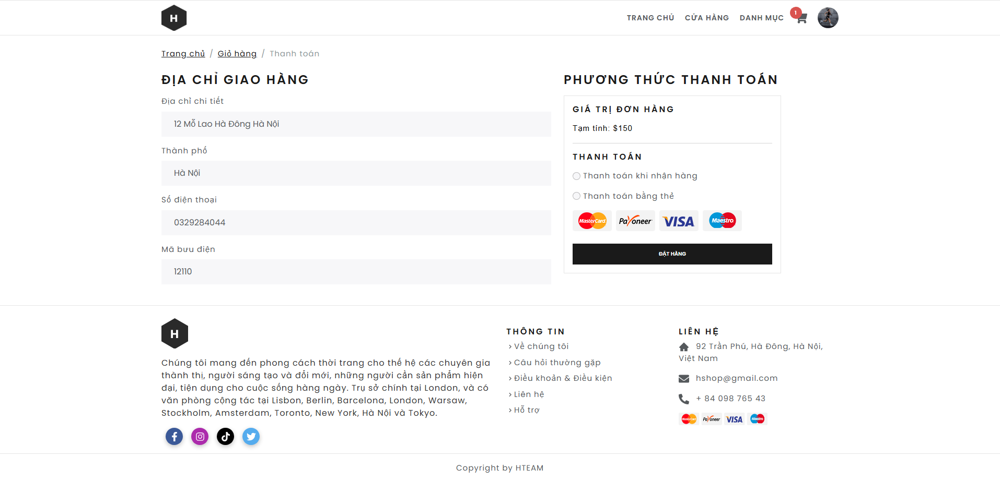 H
TRANG CHỦ
CỬA HÀNG
DANH MỤC
1
Trang chủ / Giỏ hàng / Thanh toán
ĐỊA CHỈ GIAO HÀNG
Địa chỉ chi tiết
12 Mỗ Lao Hà Đông Hà Nội
Thành phố
Hà Nội
Số điện thoại
0329284044
Mã bưu điện
12110
PHƯƠNG THỨC THANH TOÁN
GIÁ TRỊ ĐƠN HÀNG
Tạm tính: $150
THANH TOÁN
Thanh toán khi nhận hàng
Thanh toán bằng thẻ
MasterCard Payoneer VISA Maestro
ĐẶT HÀNG
H
Chúng tôi mang đến phong cách thời trang cho thế hệ các chuyên gia
thành thị, người sáng tạo và đổi mới, những người cần sản phẩm hiện
đại, tiện dụng cho cuộc sống hàng ngày. Trụ sở chính tại London, và có
văn phòng cộng tác tại Lisbon, Berlin, Barcelona, London, Warsaw,
Stockholm, Amsterdam, Toronto, New York, Hà Nội và Tokyo.
THÔNG TIN
Về chúng tôi
Câu hỏi thường gặp
Điều khoản & Điều kiện
Liên hệ
Hỗ trợ
LIÊN HỆ
92 Trần Phú, Hà Đông, Hà Nội,
Việt Nam
hshop@gmail.com
+ 84 098 765 43
MasterCard Payoneer VISA Maestro
Copyright by HTEAM